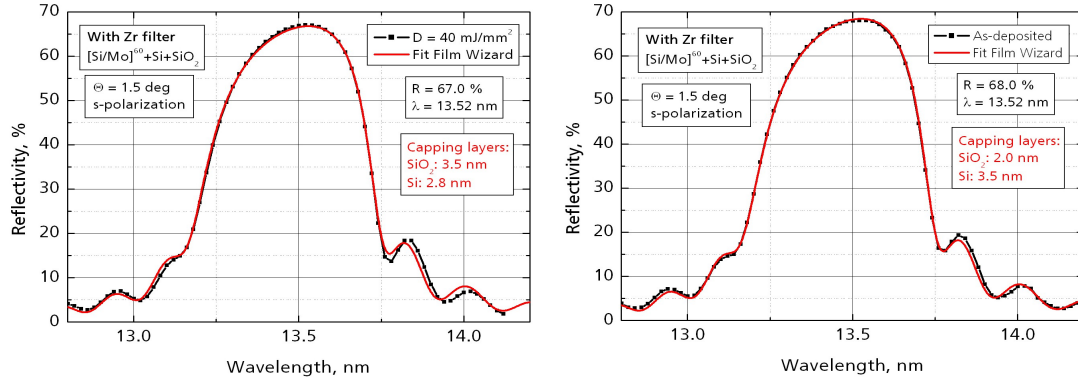 70
60
50
40
30
20
10
0
Reflectivity, %
With Zr filter
[Si/Mo]⁶⁰+Si+SiO₂
Θ = 1.5 deg
s-polarization
D = 40 mJ/mm²
Fit Film Wizard
R = 67.0 %
λ = 13.52 nm
Capping layers:
SiO₂: 3.5 nm
Si: 2.8 nm
13.0
13.5
14.0
Wavelength, nm
70
60
50
40
30
20
10
0
Reflectivity, %
With Zr filter
[Si/Mo]⁶⁰+Si+SiO₂
Θ = 1.5 deg
s-polarization
As-deposited
Fit Film Wizard
R = 68.0 %
λ = 13.52 nm
Capping layers:
SiO₂: 2.0 nm
Si: 3.5 nm
13.0
13.5
14.0
Wavelength, nm